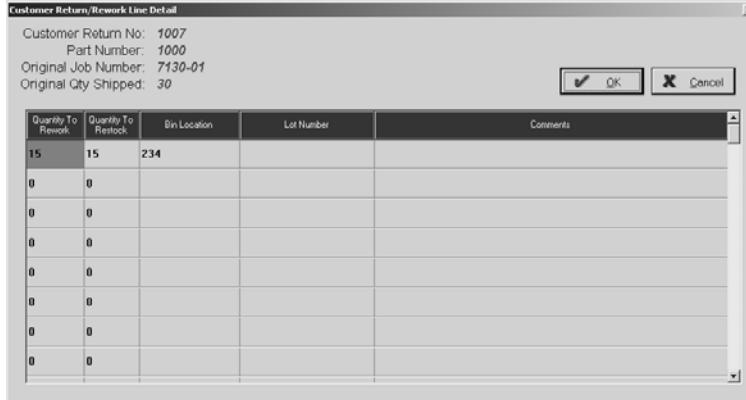 Customer Return/Rework Line Detail
Customer Return No: 1007
Part Number: 1000
Original Job Number: 7130-01
Original Qty Shipped: 30
OK Cancel
Quantity To Rework Quantity To Restock Bin Location Lot Number Comments
15 15 234
0 0
0 0
0 0
0 0
0 0
0 0
0 0